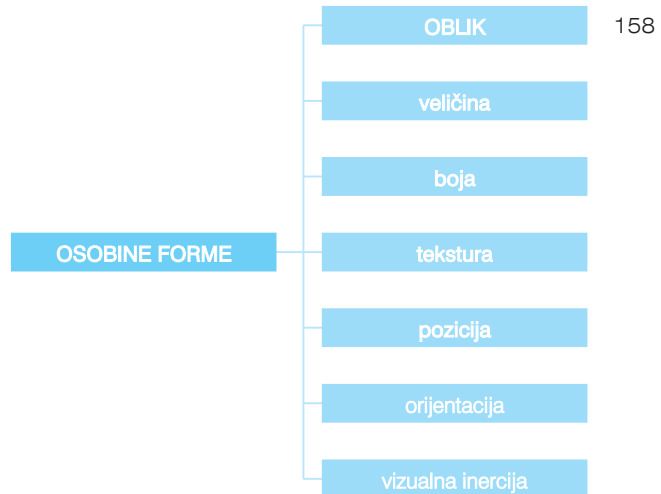 OBLIK 158
veličina
boja
OSOBINE FORME
tekstura
pozicija
orijentacija
vizualna inercija